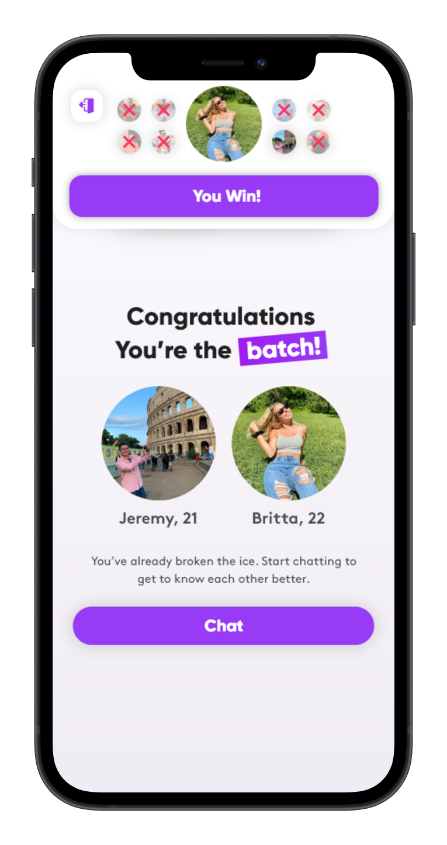 You Win!
Congratulations
You're the batch!
Jeremy, 21
Britta, 22
You've already broken the ice. Start chatting to
get to know each other better.
Chat